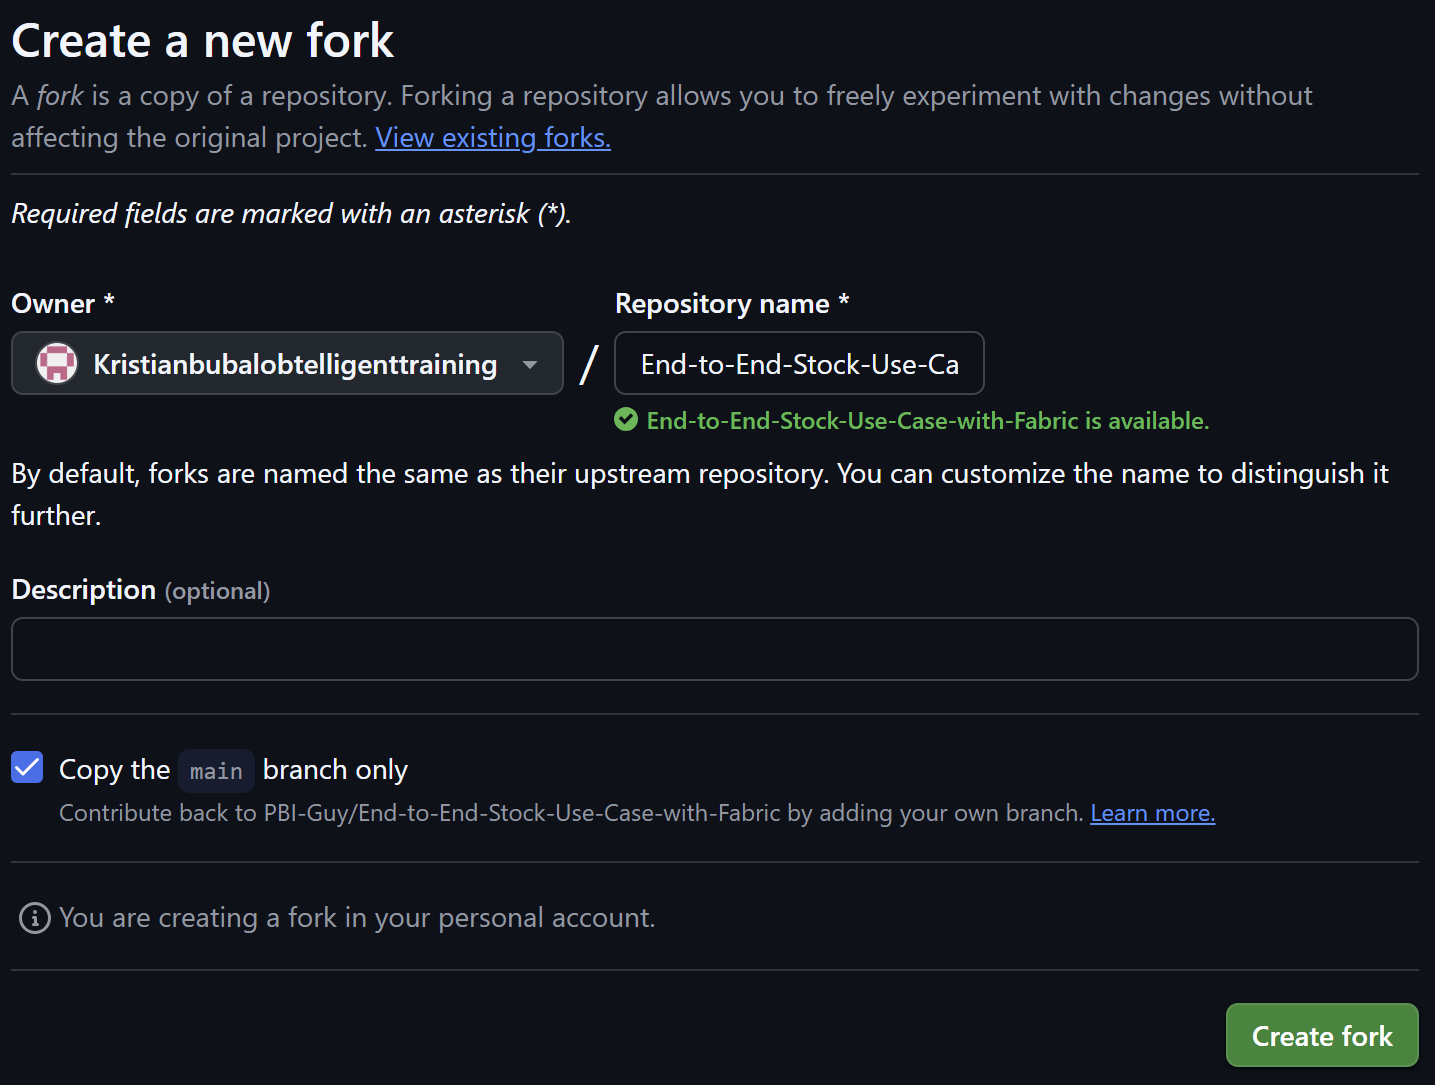 Create a new fork
A fork is a copy of a repository. Forking a repository allows you to freely experiment with changes without
affecting the original project. View existing forks.
Required fields are marked with an asterisk (*).
Owner *
Repository name *
Kristianbubalobtelligenttraining
/
End-to-End-Stock-Use-Ca
End-to-End-Stock-Use-Case-with-Fabric is available.
By default, forks are named the same as their upstream repository. You can customize the name to distinguish it
further.
Description (optional)
Copy the main branch only
Contribute back to PBI-Guy/End-to-End-Stock-Use-Case-with-Fabric by adding your own branch. Learn more.
You are creating a fork in your personal account.
Create fork